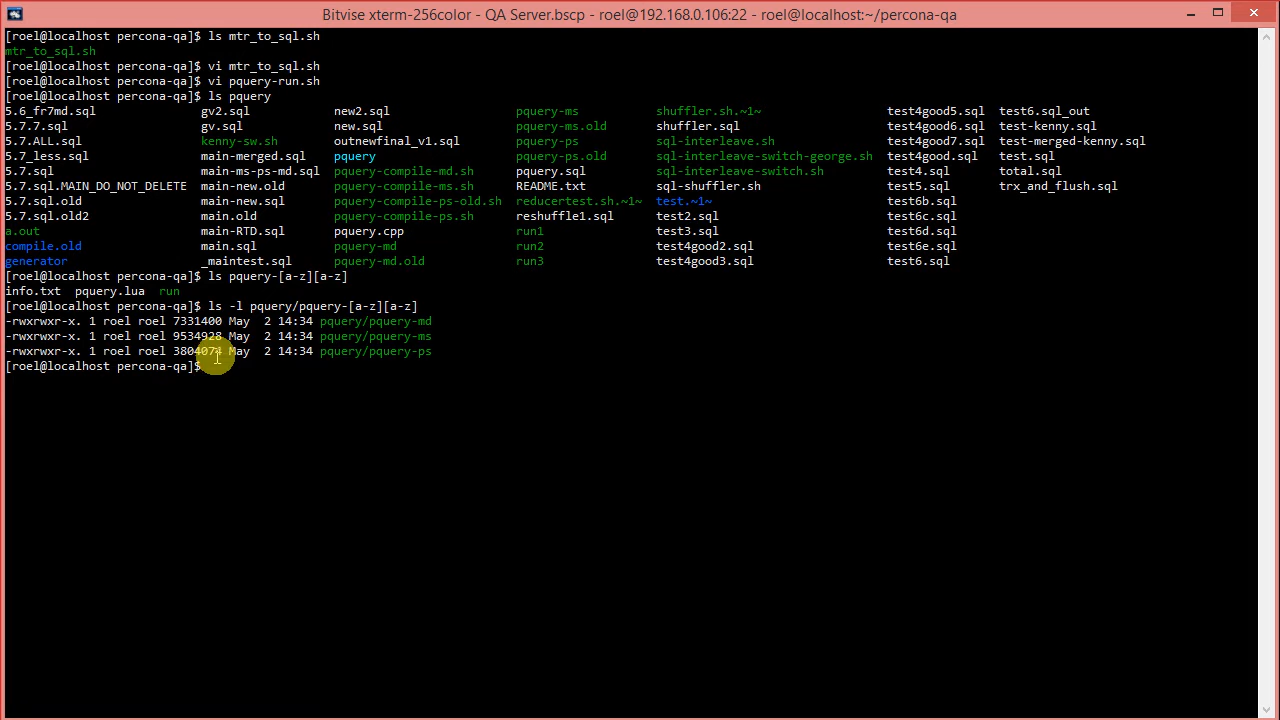 Bitvise xterm-256color - QA Server.bscp - roel@192.168.0.106:22 - roel@localhost:~/percona-qa
[roel@localhost percona-qa]$ ls mtr_to_sql.sh
mtr_to_sql.sh
[roel@localhost percona-qa]$ vi mtr_to_sql.sh
[roel@localhost percona-qa]$ vi pquery-run.sh
[roel@localhost percona-qa]$ ls pquery
5.6_fr7md.sql gv2.sql new2.sql pquery-ms shuffler.sh.~1~ test4good5.sql test6.sql_out
5.7.7.sql gv.sql new.sql pquery-ms.old shuffler.sql test4good6.sql test-kenny.sql
5.7.ALL.sql kenny-sw.sh outnewfinal_v1.sql pquery-ps sql-interleave.sh test4good7.sql test-merged-kenny.sql
5.7_less.sql main-merged.sql pquery pquery-ps.old sql-interleave-switch-george.sh test4good.sql test.sql
5.7.sql main-ms-ps-md.sql pquery-compile-md.sh pquery.sql sql-interleave-switch.sh test4.sql total.sql
5.7.sql.MAIN_DO_NOT_DELETE main-new.old pquery-compile-ms.sh README.txt sql-shuffler.sh test5.sql trx_and_flush.sql
5.7.sql.old main-new.sql pquery-compile-ps-old.sh reducertest.sh.~1~ test.~1~ test6b.sql
5.7.sql.old2 main.old pquery-compile-ps.sh reshuffle1.sql test2.sql test6c.sql
a.out main-RTD.sql pquery.cpp run1 test3.sql test6d.sql
compile.old main.sql pquery-md run2 test4good2.sql test6e.sql
generator _maintest.sql pquery-md.old run3 test4good3.sql test6.sql
[roel@localhost percona-qa]$ ls pquery-[a-z][a-z]
info.txt pquery.lua run
[roel@localhost percona-qa]$ ls -l pquery/pquery-[a-z][a-z]
-rwxrwxr-x. 1 roel roel 7331400 May 2 14:34 pquery/pquery-md
-rwxrwxr-x. 1 roel roel 9534928 May 2 14:34 pquery/pquery-ms
-rwxrwxr-x. 1 roel roel 3804074 May 2 14:34 pquery/pquery-ps
[roel@localhost percona-qa]$